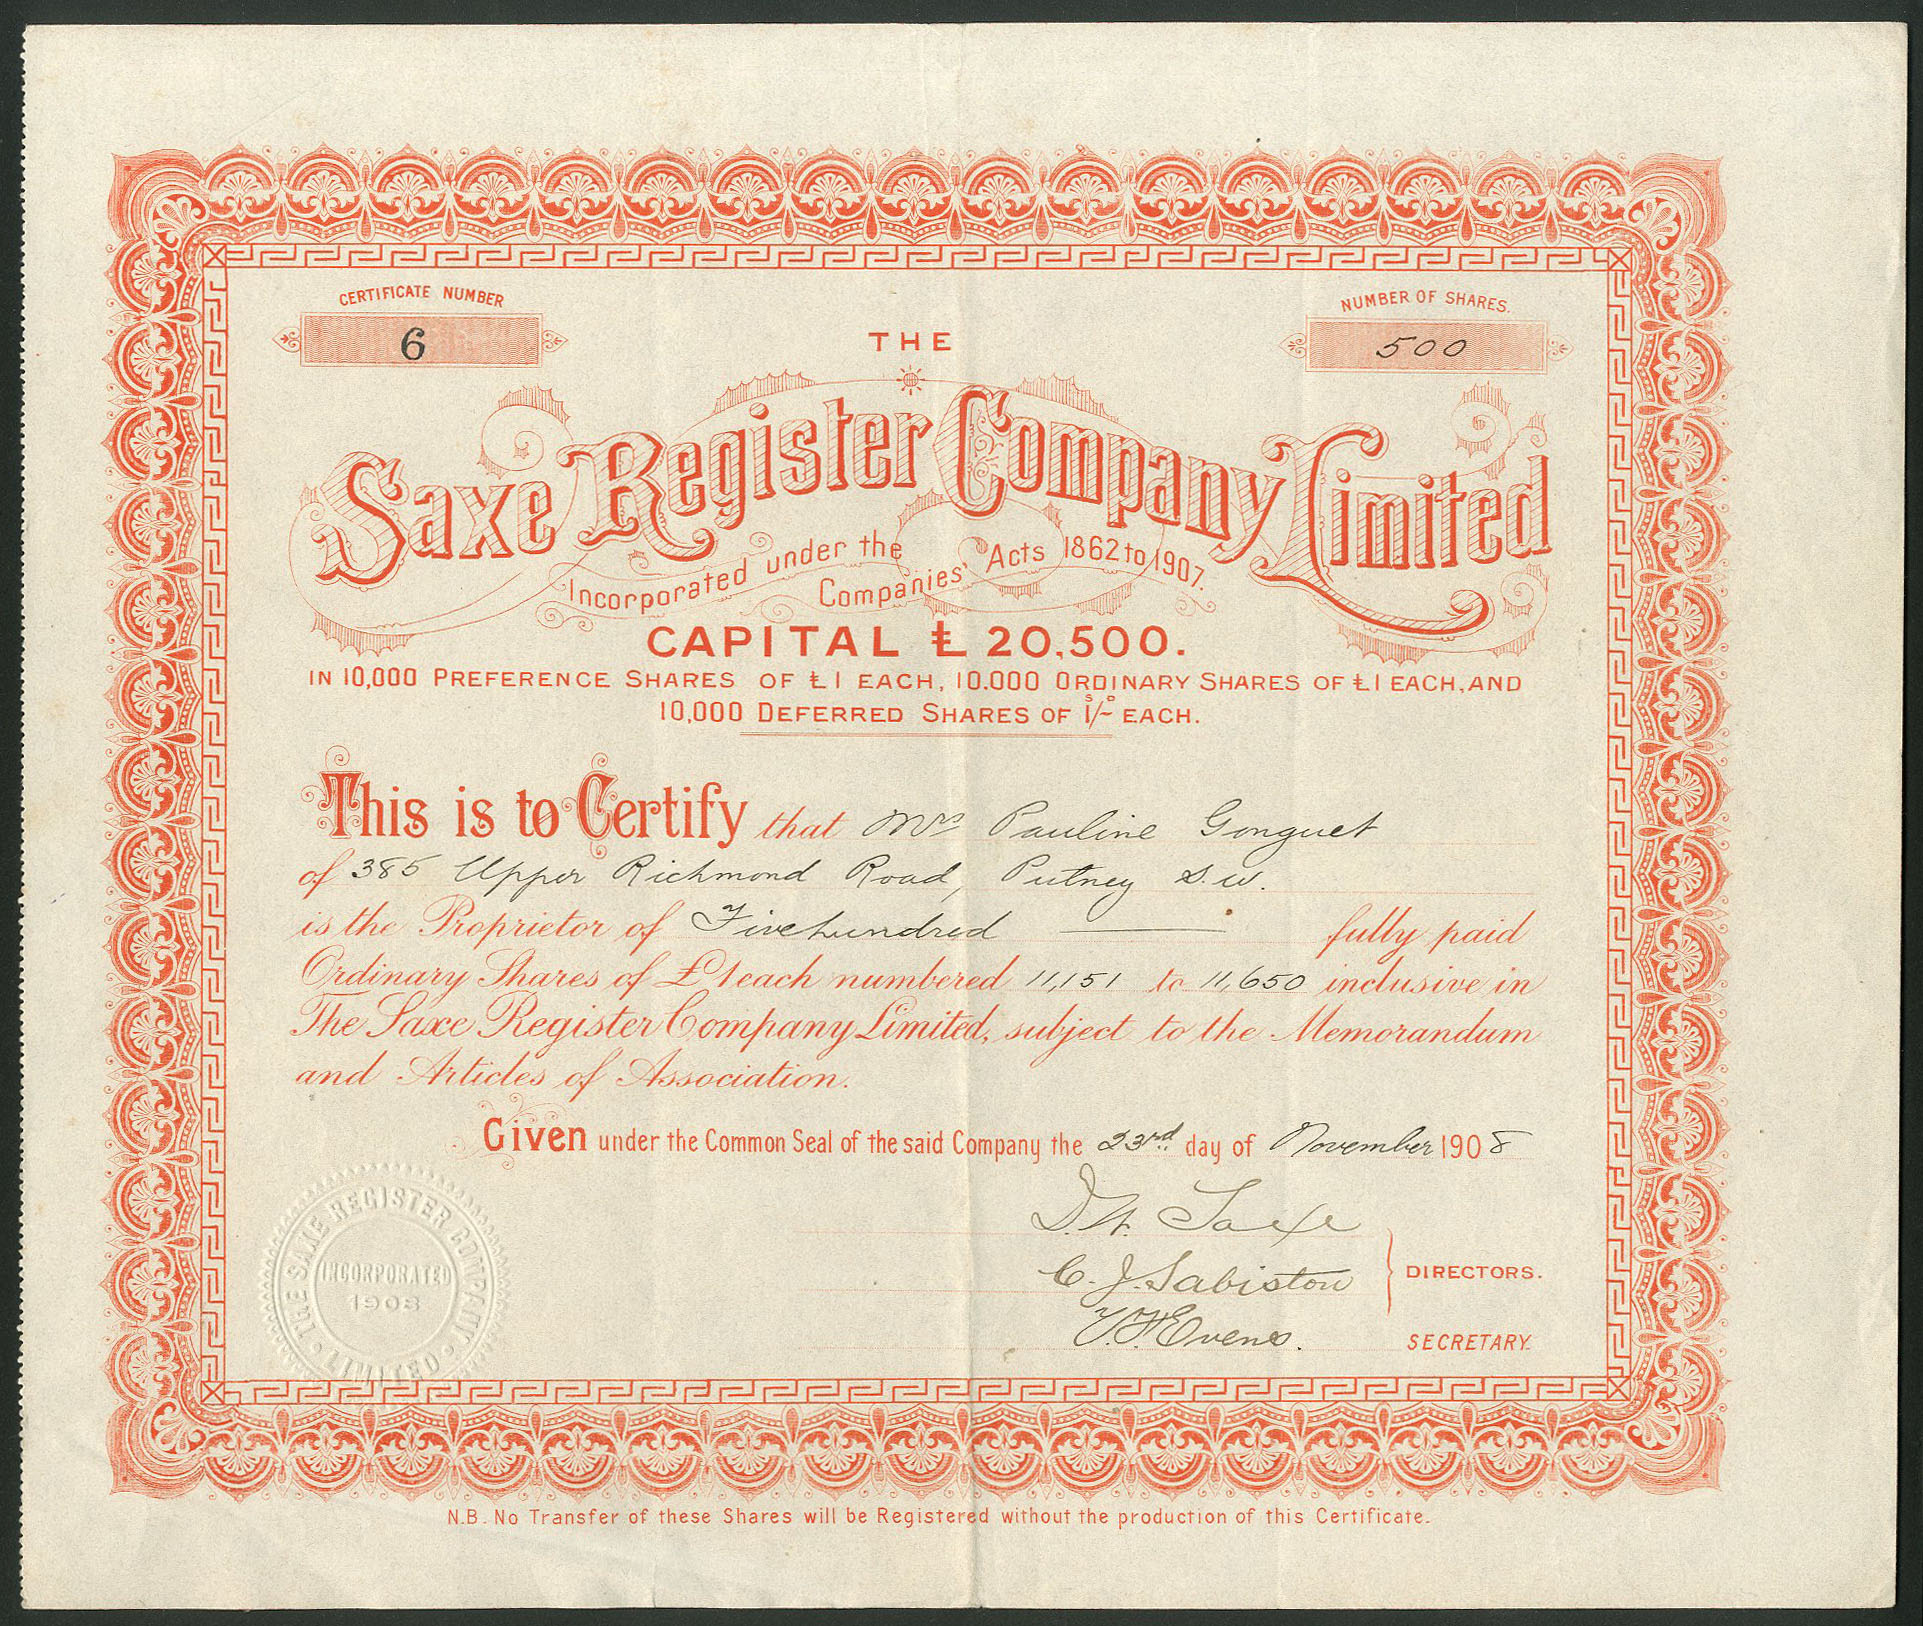 CERTIFICATE NUMBER
6
NUMBER OF SHARES.
500
THE
Saxe Register Company Limited
Incorporated under the Companies' Acts 1862 to 1907.
CAPITAL £20,500.
IN 10,000 PREFERENCE SHARES OF £1 EACH, 10.000 ORDINARY SHARES OF £1 EACH, AND
10,000 DEFERRED SHARES OF 1/- EACH.
This is to Certify that Mrs Pauline Gonguet
of 385 Upper Richmond Road, Putney S.W.
is the Proprietor of Five hundred — fully paid
Ordinary Shares of £1 each numbered 11,151 to 11,650 inclusive in
The Saxe Register Company Limited, subject to the Memorandum
and Articles of Association.
Given under the Common Seal of the said Company the 23rd day of November 1908
Saxe
C. J. Sabiston
DIRECTORS.
Evens.
SECRETARY.
THE SAXE REGISTER COMPANY LIMITED
INCORPORATED
1908
N.B. No Transfer of these Shares will be Registered without the production of this Certificate.